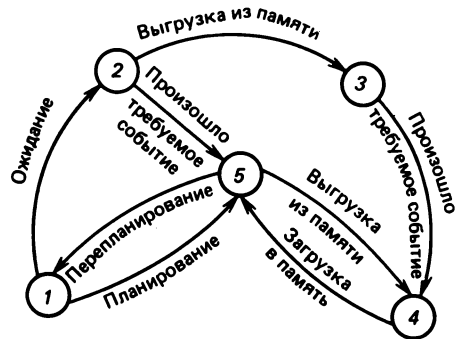 Выгрузка из памяти
2
3
Ожидание
Произошло
требуемое
событие
Произошло
требуемое событие
5
Выгрузка
из памяти
Перепланирование
Планирование
Загрузка
в память
1
4